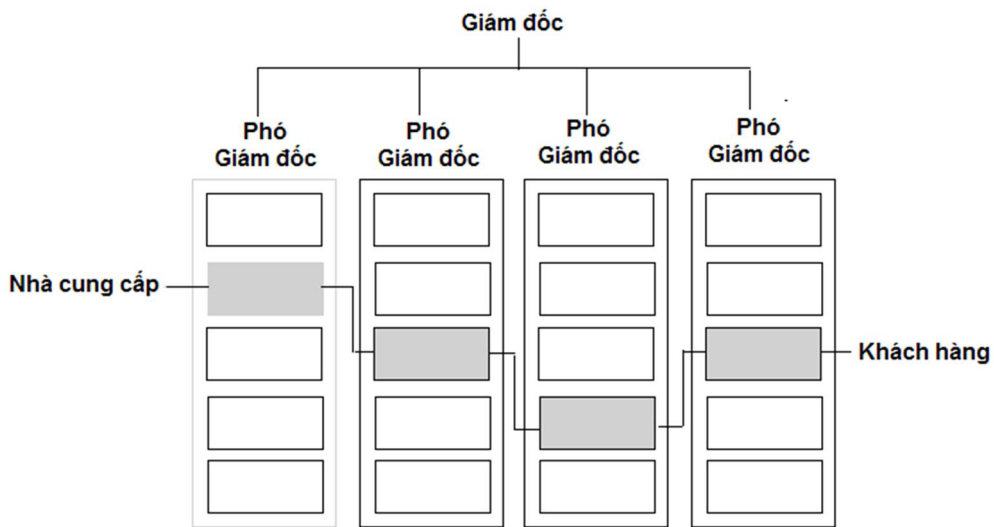 Giám đốc
Phó
Giám đốc
Phó
Giám đốc
Phó
Giám đốc
Phó
Giám đốc
Nhà cung cấp
Khách hàng